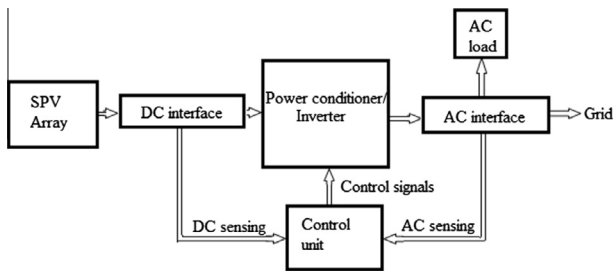 AC
load
SPV
Array
DC interface
Power conditioner/
Inverter
AC interface
Grid
Control signals
DC sensing
Control
unit
AC sensing